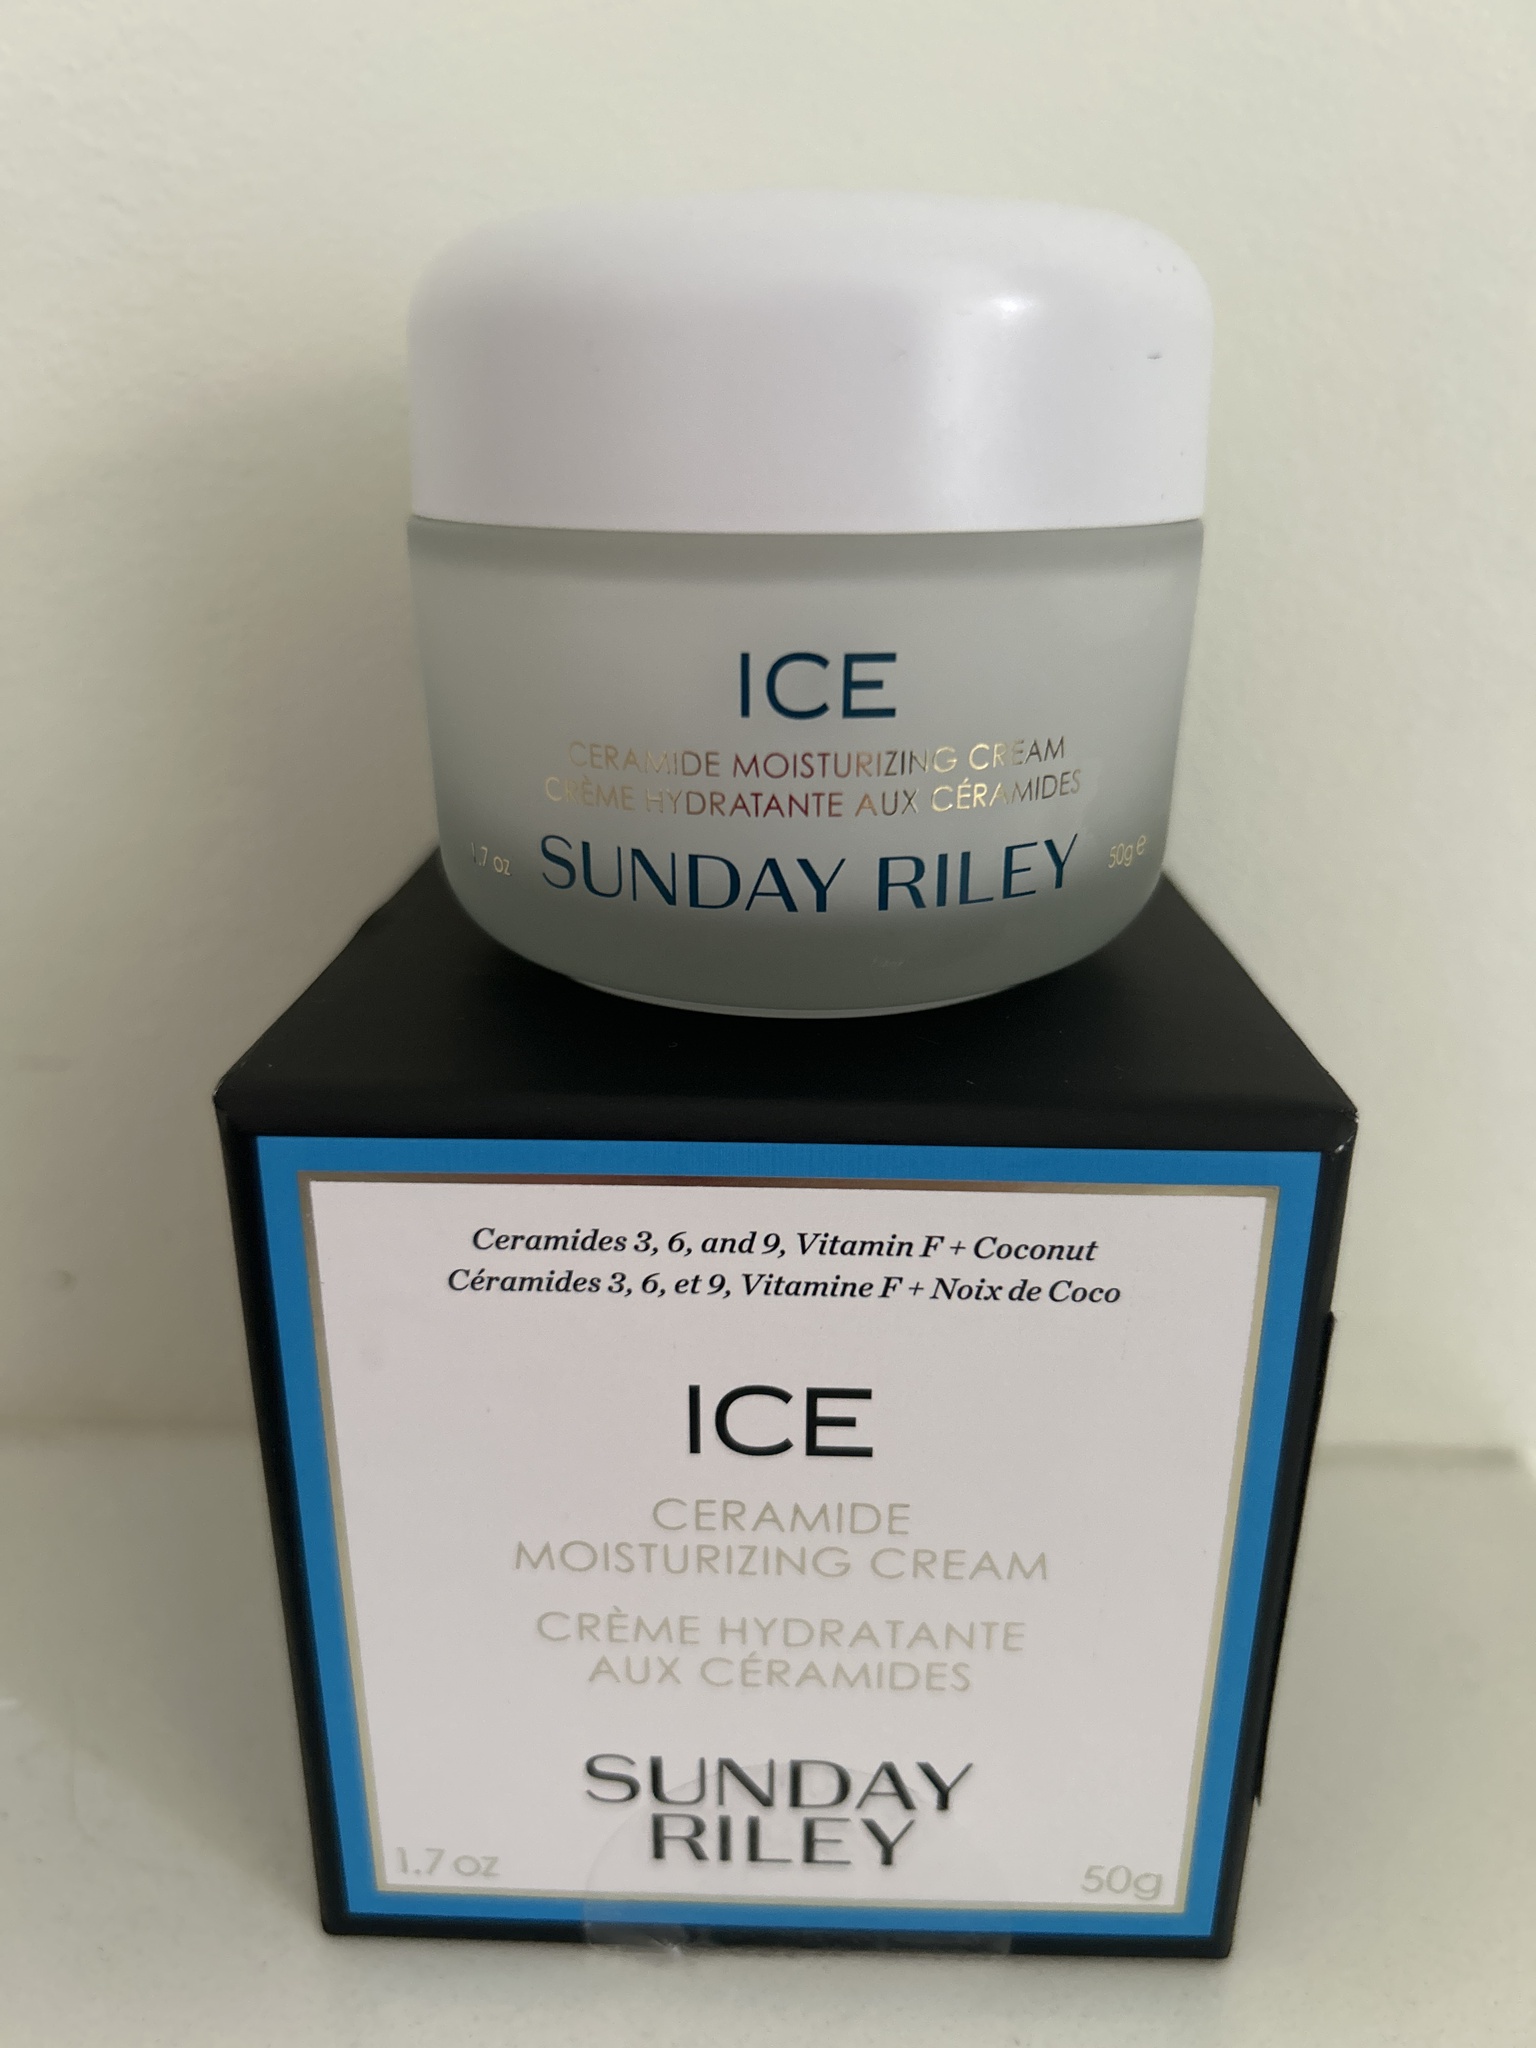 ICE
CERAMIDE MOISTURIZING CREAM
CRÈME HYDRATANTE AUX CÉRAMIDES
1.7 oz SUNDAY RILEY 50g e
Ceramides 3, 6, and 9, Vitamin F + Coconut
Céramides 3, 6, et 9, Vitamine F + Noix de Coco
ICE
CERAMIDE
MOISTURIZING CREAM
CRÈME HYDRATANTE
AUX CÉRAMIDES
SUNDAY
RILEY
1.7 oz 50g